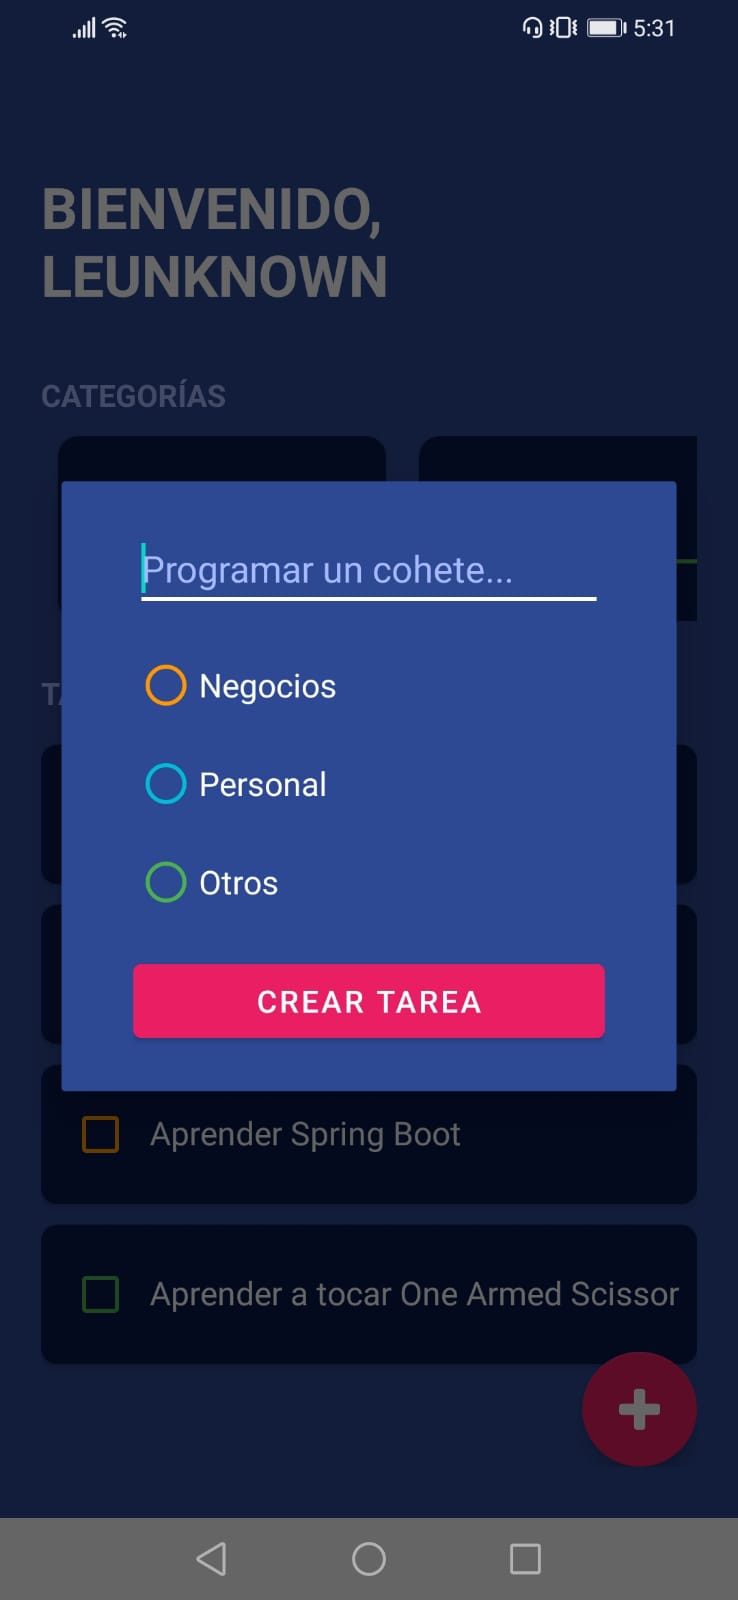 5:31
BIENVENIDO,
LEUNKNOWN
CATEGORÍAS
Programar un cohete...
Negocios
Personal
Otros
CREAR TAREA
Aprender Spring Boot
Aprender a tocar One Armed Scissor